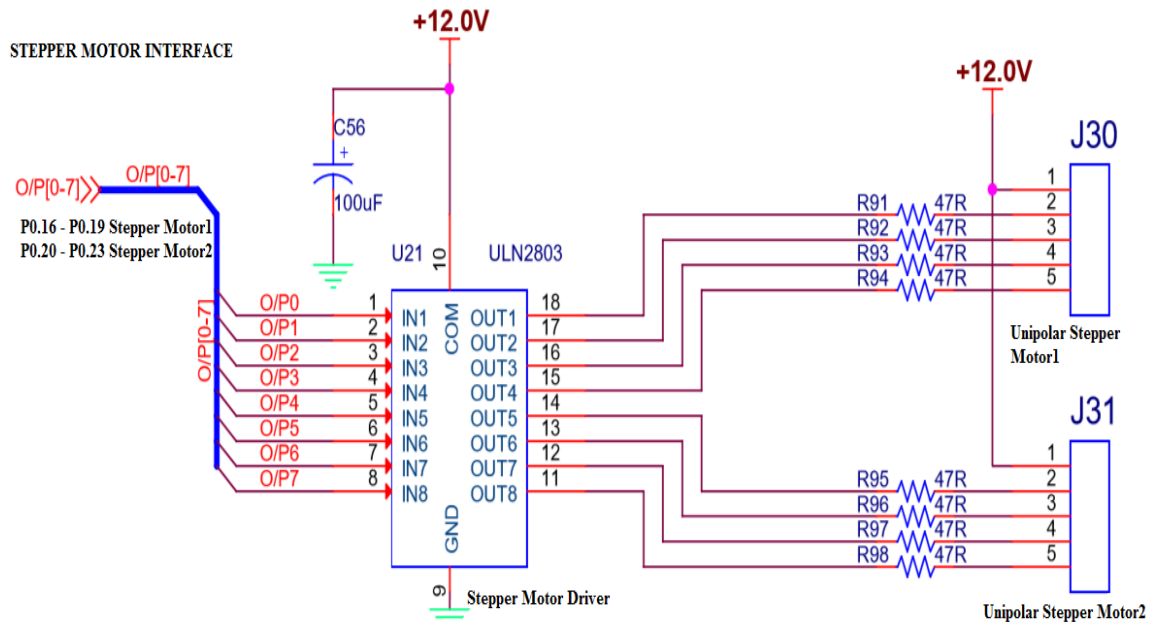 +12.0V
STEPPER MOTOR INTERFACE
+12.0V
C56
+
100uF
J30
O/P[0-7]
O/P[0-7]
P0.16 - P0.19 Stepper Motor1
P0.20 - P0.23 Stepper Motor2
O/P[0-7]
U21
10
ULN2803
O/P0 1 IN1
O/P1 2 IN2
O/P2 3 IN3
O/P3 4 IN4
O/P4 5 IN5
O/P5 6 IN6
O/P6 7 IN7
O/P7 8 IN8
COM
GND
9
OUT1 18
OUT2 17
OUT3 16
OUT4 15
OUT5 14
OUT6 13
OUT7 12
OUT8 11
Stepper Motor Driver
1
R91 47R 2
R92 47R 3
R93 47R 4
R94 47R 5
Unipolar Stepper
Motor1
J31
1
R95 47R 2
R96 47R 3
R97 47R 4
R98 47R 5
Unipolar Stepper Motor2